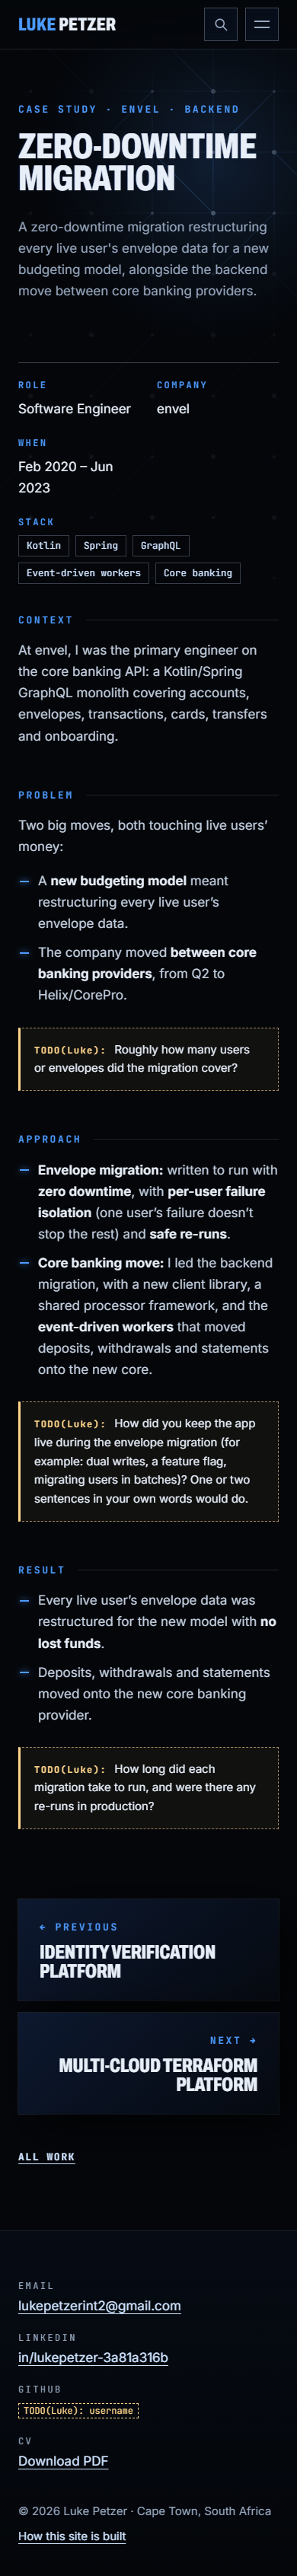 LUKE PETZER
CASE STUDY · ENVEL · BACKEND
ZERO-DOWNTIME
MIGRATION
A zero-downtime migration restructuring
every live user's envelope data for a new
budgeting model, alongside the backend
move between core banking providers.
ROLE
Software Engineer
COMPANY
envel
WHEN
Feb 2020 – Jun
2023
STACK
Kotlin Spring GraphQL
Event-driven workers Core banking
CONTEXT
At envel, I was the primary engineer on
the core banking API: a Kotlin/Spring
GraphQL monolith covering accounts,
envelopes, transactions, cards, transfers
and onboarding.
PROBLEM
Two big moves, both touching live users’
money:
A new budgeting model meant
restructuring every live user’s
envelope data.
The company moved between core
banking providers, from Q2 to
Helix/CorePro.
TODO(Luke): Roughly how many users
or envelopes did the migration cover?
APPROACH
Envelope migration: written to run with
zero downtime, with per-user failure
isolation (one user’s failure doesn’t
stop the rest) and safe re-runs.
Core banking move: I led the backend
migration, with a new client library, a
shared processor framework, and the
event-driven workers that moved
deposits, withdrawals and statements
onto the new core.
TODO(Luke): How did you keep the app
live during the envelope migration (for
example: dual writes, a feature flag,
migrating users in batches)? One or two
sentences in your own words would do.
RESULT
Every live user’s envelope data was
restructured for the new model with no
lost funds.
Deposits, withdrawals and statements
moved onto the new core banking
provider.
TODO(Luke): How long did each
migration take to run, and were there any
re-runs in production?
← PREVIOUS
IDENTITY VERIFICATION
PLATFORM
NEXT →
MULTI-CLOUD TERRAFORM
PLATFORM
ALL WORK
EMAIL
lukepetzerint2@gmail.com
LINKEDIN
in/lukepetzer-3a81a316b
GITHUB
TODO(Luke): username
CV
Download PDF
© 2026 Luke Petzer · Cape Town, South Africa
How this site is built